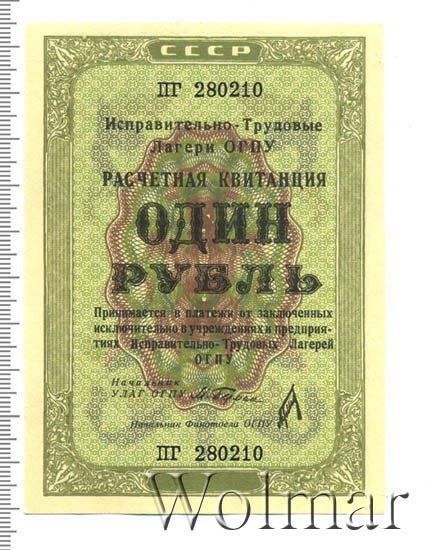 СССР
ПГ 280210
Исправительно-Трудовые
Лагери ОГПУ
РАСЧЕТНАЯ КВИТАНЦИЯ
ОДИН
РУБЛЬ
Принимается в платежи от заключенных
исключительно в учреждениях и предприя-
тиях Исправительно-Трудовых Лагерей
ОГПУ
Начальник
УЛАГ ОГПУ
Начальник Финотдела ОГПУ
ПГ 280210
Wolmar